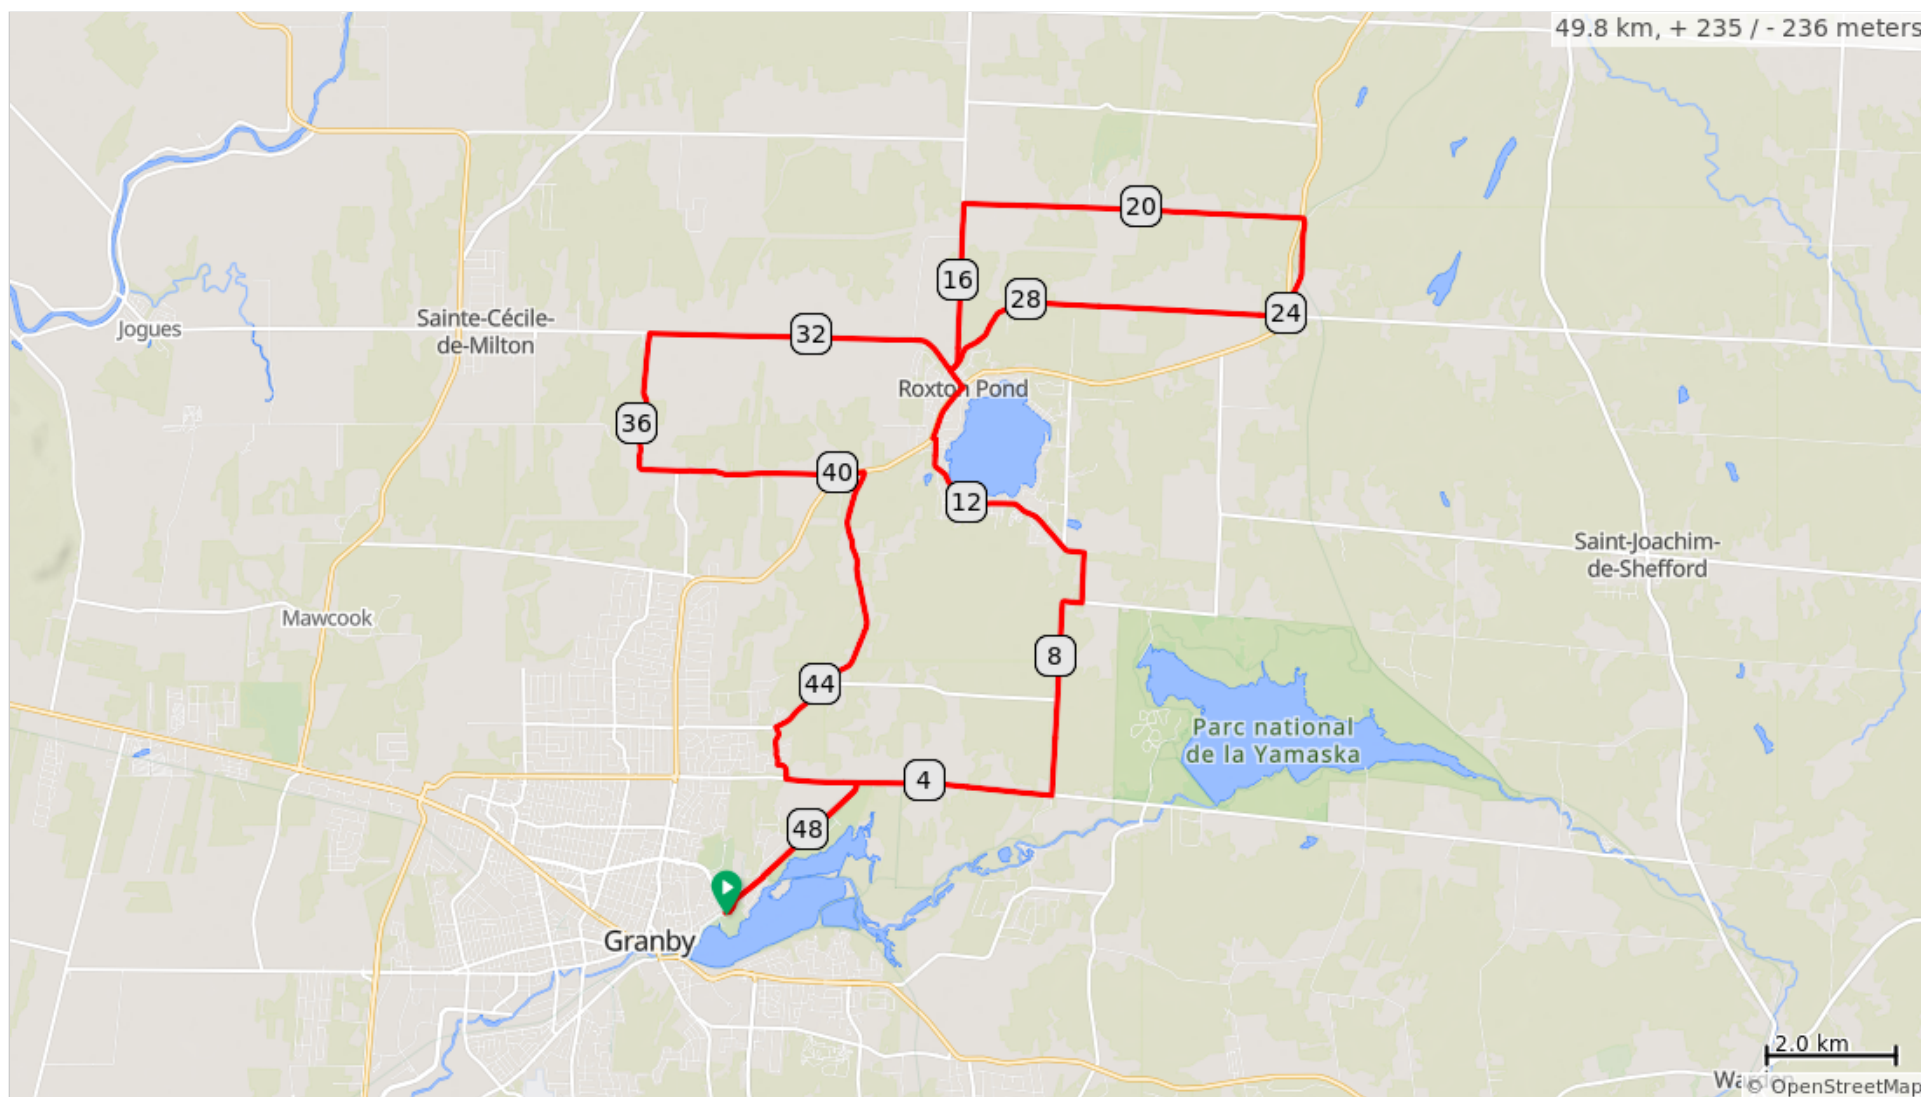 49.8 km, + 235 / - 236 meters
20
16
28
24
Jogues
Sainte-Cécile-
de-Milton
32
Roxton Pond
36
40
12
Saint-Joachim-
de-Shefford
Mawcook
8
44
Parc national
de la Yamaska
4
48
Granby
2.0 km
© OpenStreetMap